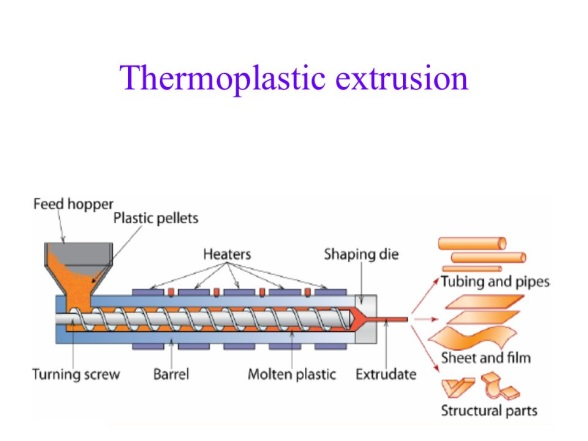 Thermoplastic extrusion
Feed hopper
Plastic pellets
Heaters
Shaping die
Tubing and pipes
Sheet and film
Turning screw
Barrel
Molten plastic
Extrudate
Structural parts